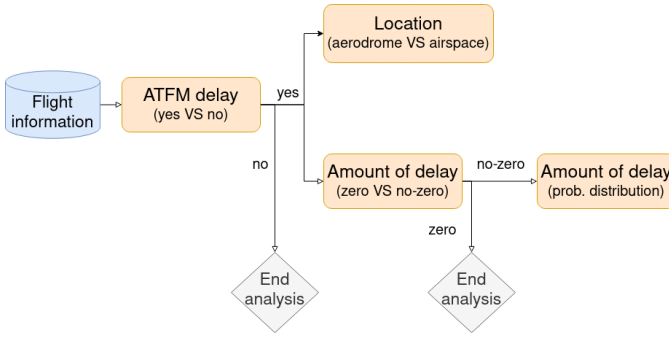 Flight
information
ATFM delay
(yes VS no)
yes
no
Location
(aerodrome VS airspace)
Amount of delay
(zero VS no-zero)
no-zero
zero
Amount of delay
(prob. distribution)
End
analysis
End
analysis